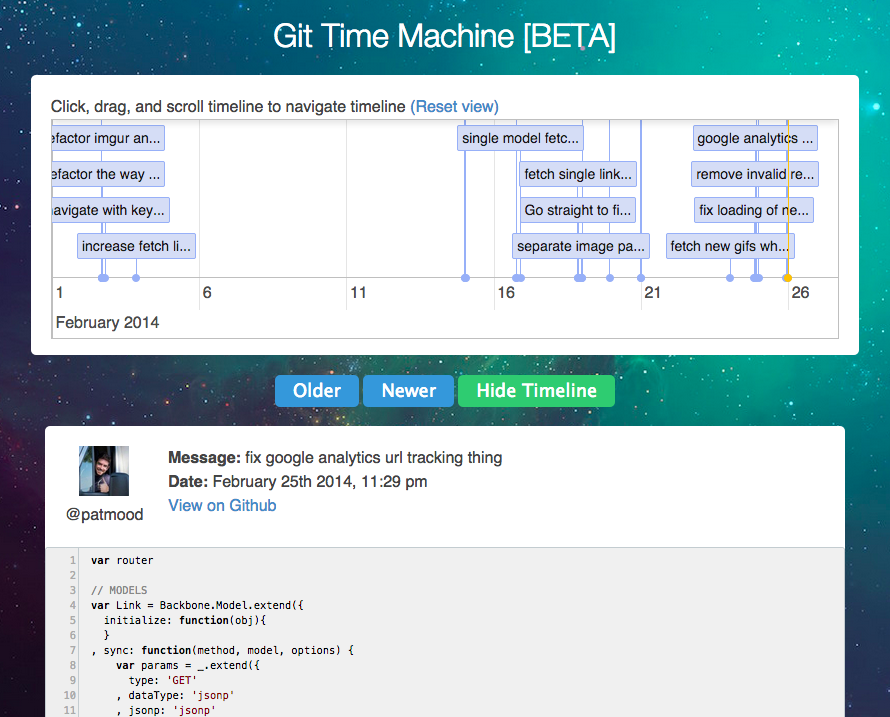 Git Time Machine [BETA]
Click, drag, and scroll timeline to navigate timeline (Reset view)
efactor imgur an...
single model fetc...
google analytics ...
efactor the way ...
fetch single link...
remove invalid re...
navigate with key...
Go straight to fi...
fix loading of ne...
increase fetch li...
separate image pa...
fetch new gifs wh...
1 6 11 16 21 26
February 2014
Older Newer Hide Timeline
Message: fix google analytics url tracking thing
Date: February 25th 2014, 11:29 pm
View on Github
@patmood
1 var router
2
3 // MODELS
4 var Link = Backbone.Model.extend({
5 initialize: function(obj){
6 }
7 , sync: function(method, model, options) {
8 var params = _.extend({
9 type: 'GET'
10 , dataType: 'jsonp'
11 , jsonp: 'jsonp'